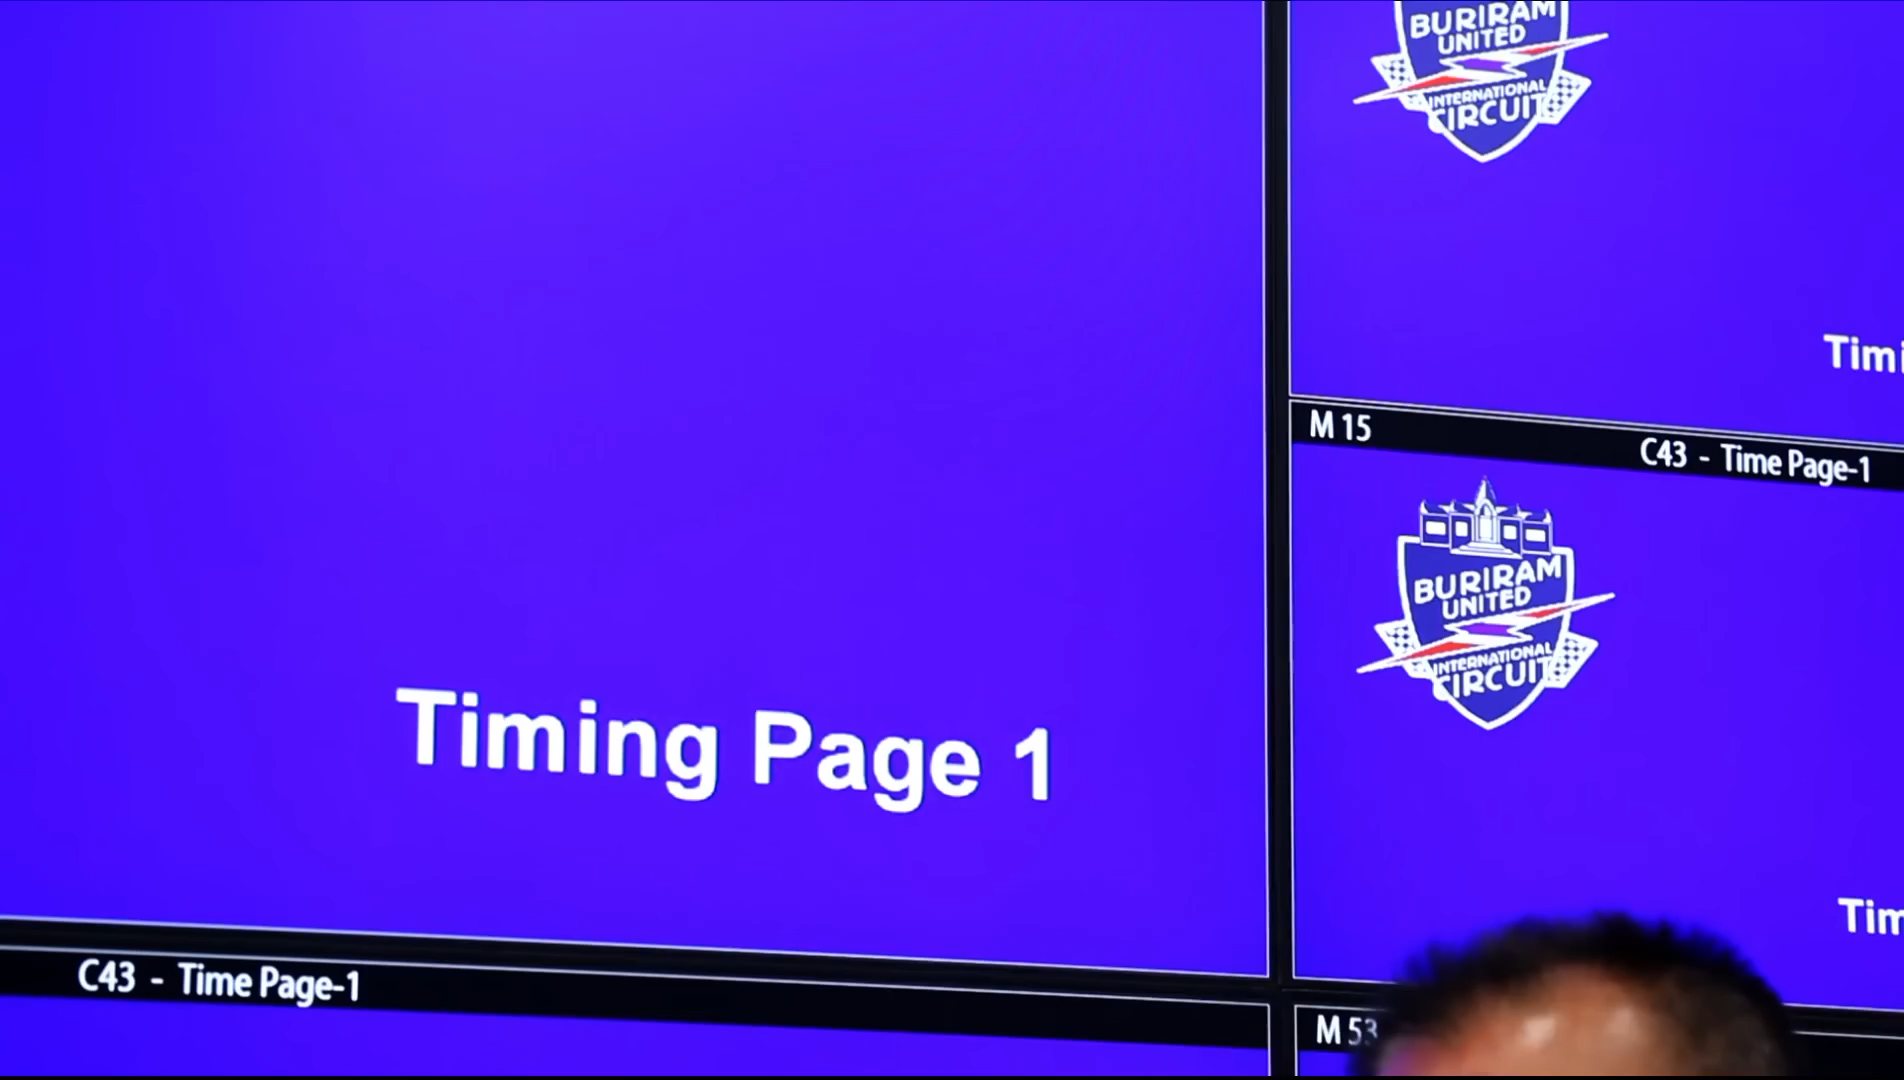 BURIRAM
UNITED
INTERNATIONAL
CIRCUIT
M 15
C43 - Time Page-1
BURIRAM
UNITED
INTERNATIONAL
CIRCUIT
Timing Page 1
C43 - Time Page-1
M 53